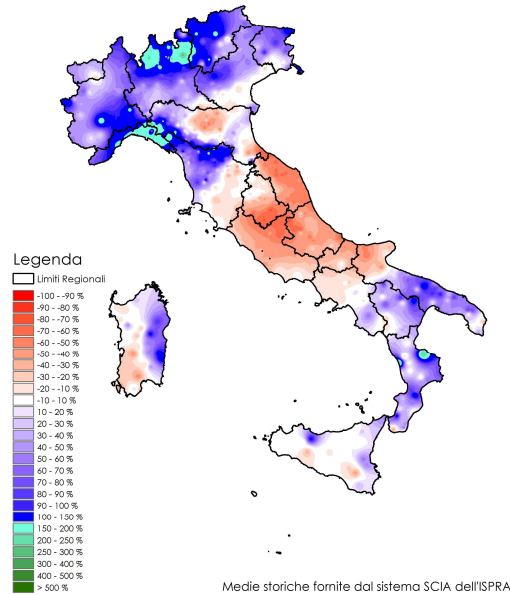 Legenda
Limiti Regionali
-100 - -90 %
-90 - -80 %
-80 - -70 %
-70 - -60 %
-60 - -50 %
-50 - -40 %
-40 - -30 %
-30 - -20 %
-20 - -10 %
-10 - 10 %
10 - 20 %
20 - 30 %
30 - 40 %
40 - 50 %
50 - 60 %
60 - 70 %
70 - 80 %
80 - 90 %
90 - 100 %
100 - 150 %
150 - 200 %
200 - 250 %
250 - 300 %
300 - 400 %
400 - 500 %
> 500 %
Medie storiche fornite dal sistema SCIA dell'ISPRA